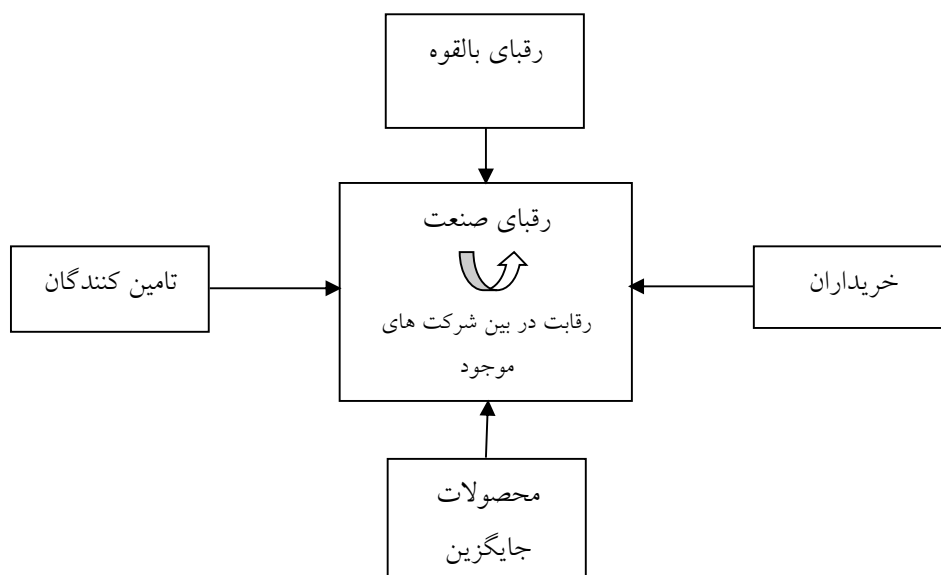 رقبای بالقوه
رقبای صنعت
رقابت در بین شرکت های
موجود
خریداران
تامین کنندگان
محصولات
جایگزین